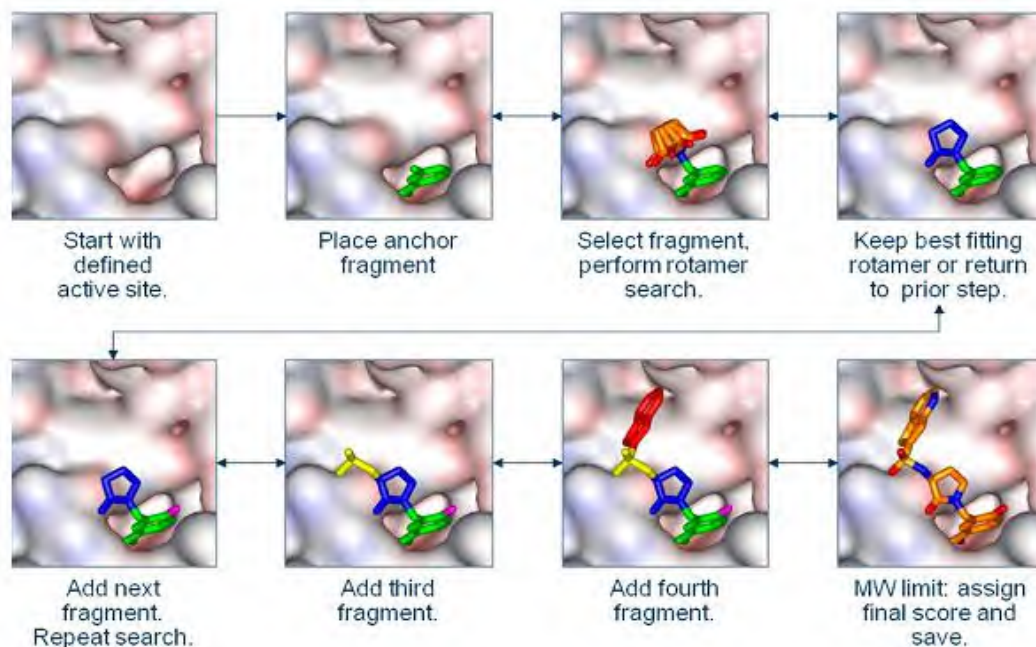 Start with
defined
active site.
Place anchor
fragment
Select fragment,
perform rotamer
search.
Keep best fitting
rotamer or return
to prior step.
Add next
fragment.
Repeat search.
Add third
fragment.
Add fourth
fragment.
MW limit: assign
final score and
save.